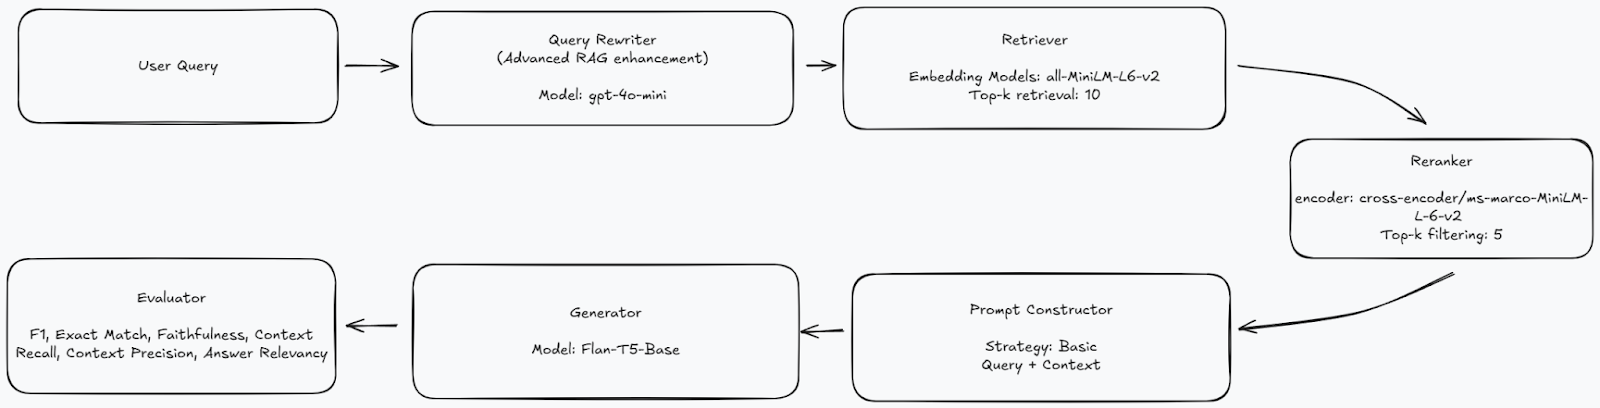 User Query
Query Rewriter
(Advanced RAG enhancement)
Model: gpt-4o-mini
Retriever
Embedding Models: all-MiniLM-L6-v2
Top-k retrieval: 10
Reranker
encoder: cross-encoder/ms-marco-MiniLM-
L-6-v2
Top-k filtering: 5
Prompt Constructor
Strategy: Basic
Query + Context
Generator
Model: Flan-T5-Base
Evaluator
F1, Exact Match, Faithfulness, Context
Recall, Context Precision, Answer Relevancy